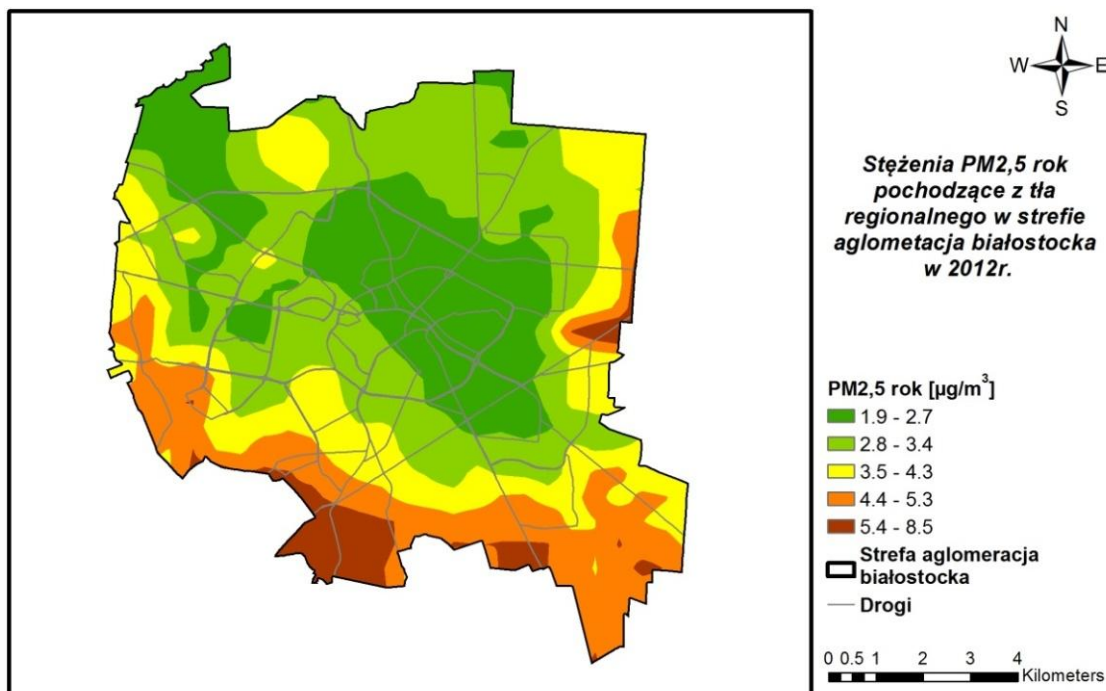 N
W E
S
Stężenia PM2,5 rok
pochodzące z tła
regionalnego w strefie
aglometacja białostocka
w 2012r.
PM2,5 rok [µg/m³]
1.9 - 2.7
2.8 - 3.4
3.5 - 4.3
4.4 - 5.3
5.4 - 8.5
Strefa aglomeracja
białostocka
Drogi
0 0.5 1 2 3 4
Kilometers